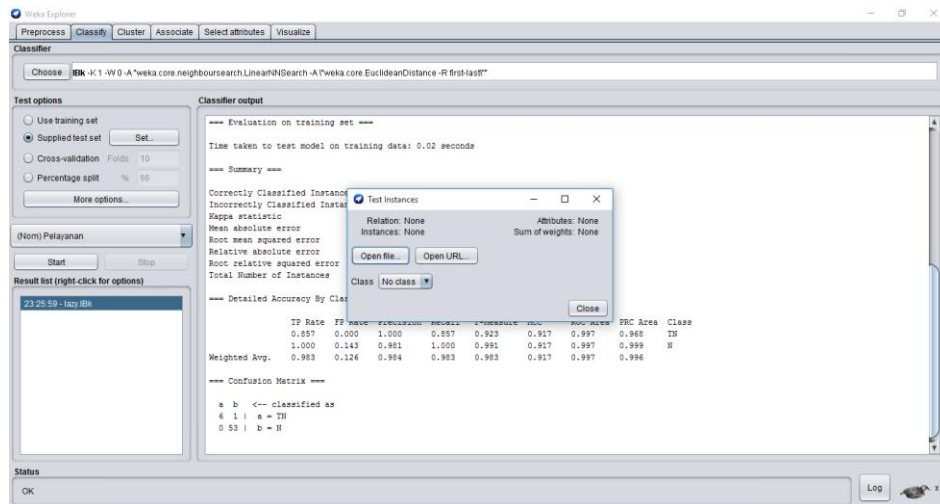 Weka Explorer
Preprocess Classify Cluster Associate Select attributes Visualize
Classifier
Choose IBk -K 1 -W 0 -A "weka.core.neighboursearch.LinearNNSearch -A \"weka.core.EuclideanDistance -R first-last\""
Test options
Use training set
Supplied test set Set...
Cross-validation Folds 10
Percentage split % 66
More options...
(Nom) Pelayanan
Start Stop
Result list (right-click for options)
23:25:59 - lazy.IBk
Classifier output
=== Evaluation on training set ===
Time taken to test model on training data: 0.02 seconds
=== Summary ===
Correctly Classified Instance
Incorrectly Classified Instan
Kappa statistic
Mean absolute error
Root mean squared error
Relative absolute error
Root relative squared error
Total Number of Instances
=== Detailed Accuracy By Clas
TP Rate FP Rate Precision Recall F-Measure MCC ROC Area PRC Area Class
0.857 0.000 1.000 0.857 0.923 0.917 0.997 0.968 TN
1.000 0.143 0.981 1.000 0.991 0.917 0.997 0.999 N
Weighted Avg. 0.983 0.126 0.984 0.983 0.983 0.917 0.997 0.996
=== Confusion Matrix ===
a b <-- classified as
6 1 | a = TN
0 53 | b = N
Test Instances
Relation: None Attributes: None
Instances: None Sum of weights: None
Open file... Open URL...
Class No class
Close
Status
OK
Log x